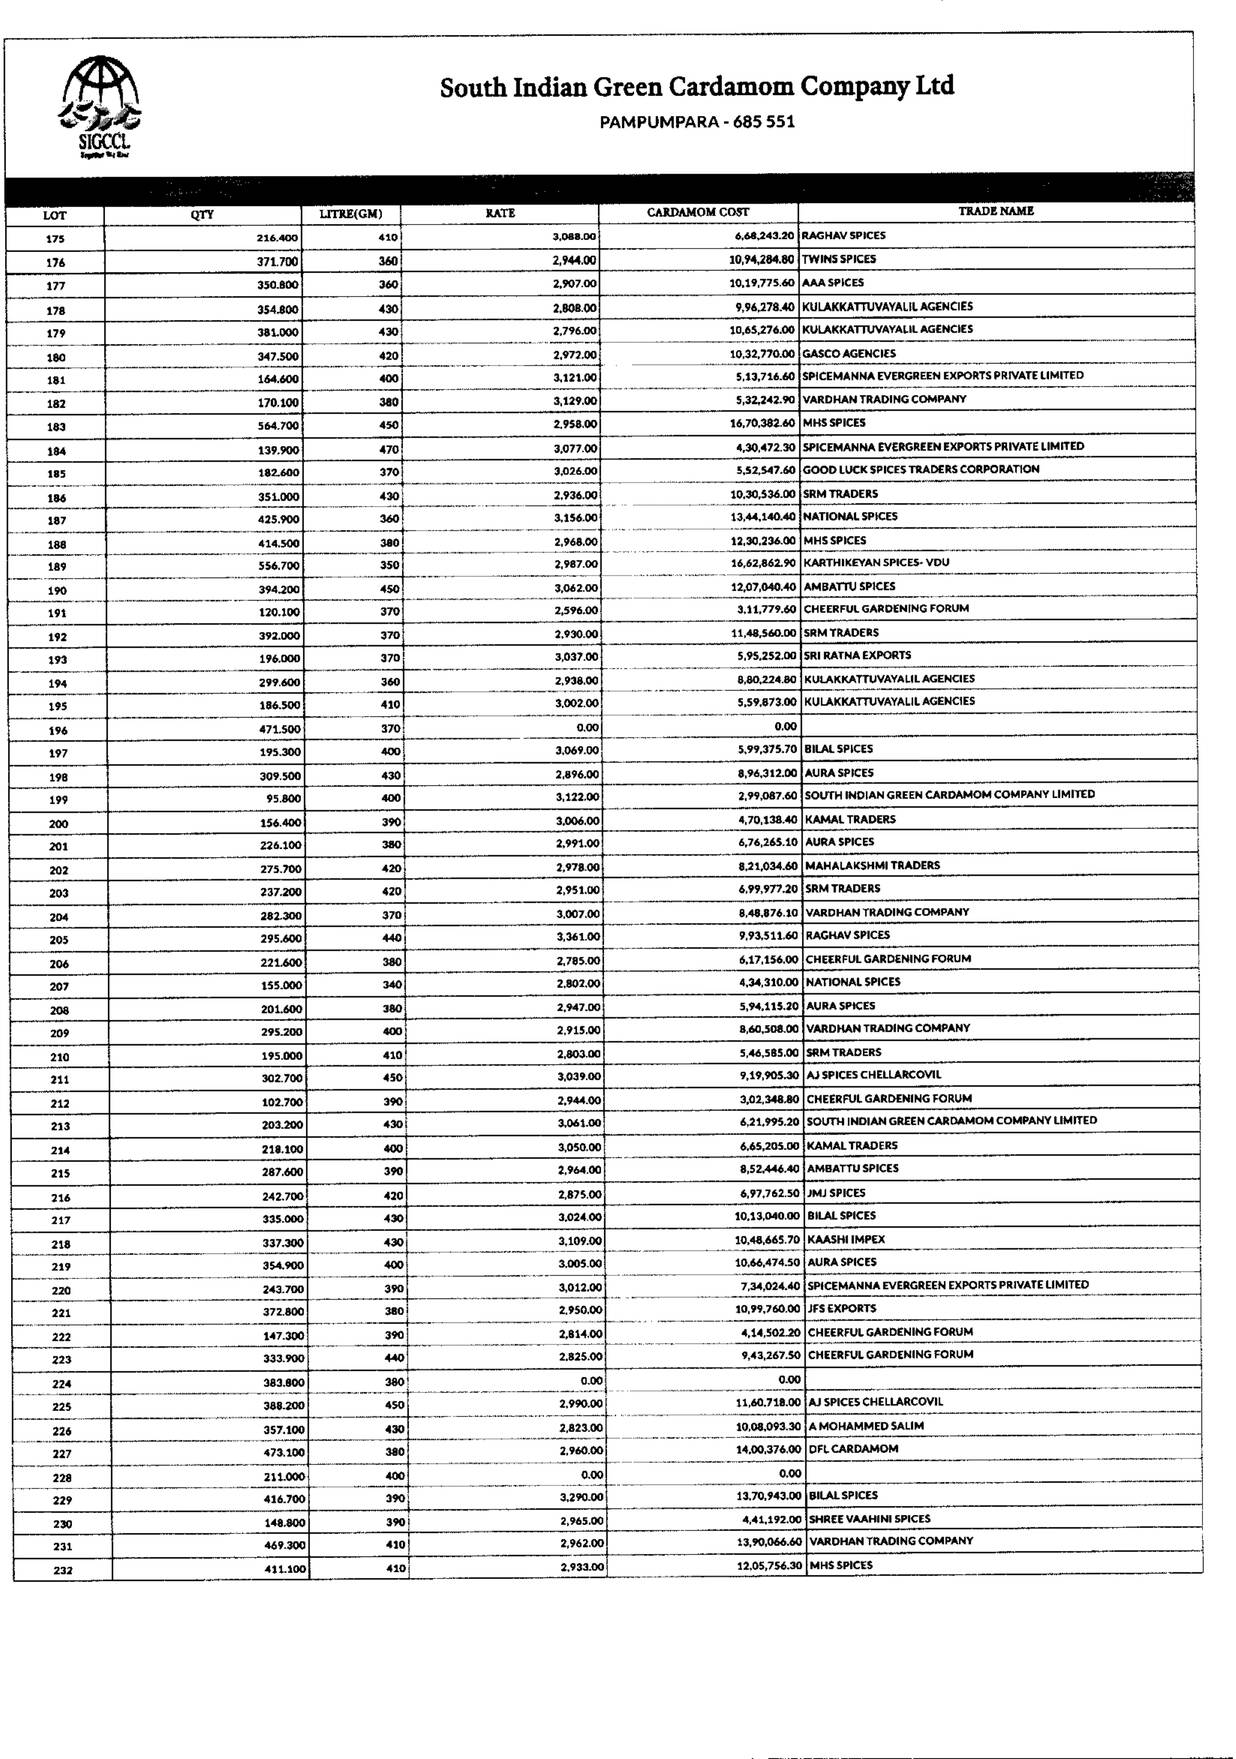 South Indian Green Cardamom Company Ltd
PAMPUMPARA - 685 551
SIGCCL
LOT QTY LITRE(GM) RATE CARDAMOM COST TRADE NAME
175 216.400 410 3,088.00 6,68,243.20 RAGHAV SPICES
176 371.700 360 2,944.00 10,94,284.80 TWINS SPICES
177 350.800 360 2,907.00 10,19,775.60 AAA SPICES
178 354.800 430 2,808.00 9,96,278.40 KULAKKATTUVAYALIL AGENCIES
179 381.000 430 2,796.00 10,65,276.00 KULAKKATTUVAYALIL AGENCIES
180 347.500 420 2,972.00 10,32,770.00 GASCO AGENCIES
181 164.600 400 3,121.00 5,13,716.60 SPICEMANNA EVERGREEN EXPORTS PRIVATE LIMITED
182 170.100 380 3,129.00 5,32,242.90 VARDHAN TRADING COMPANY
183 564.700 450 2,958.00 16,70,382.60 MHS SPICES
184 139.900 470 3,077.00 4,30,472.30 SPICEMANNA EVERGREEN EXPORTS PRIVATE LIMITED
185 182.600 370 3,026.00 5,52,547.60 GOOD LUCK SPICES TRADERS CORPORATION
186 351.000 430 2,936.00 10,30,536.00 SRM TRADERS
187 425.900 360 3,156.00 13,44,140.40 NATIONAL SPICES
188 414.500 380 2,968.00 12,30,236.00 MHS SPICES
189 556.700 350 2,987.00 16,62,862.90 KARTHIKEYAN SPICES- VDU
190 394.200 450 3,062.00 12,07,040.40 AMBATTU SPICES
191 120.100 370 2,596.00 3,11,779.60 CHEERFUL GARDENING FORUM
192 392.000 370 2,930.00 11,48,560.00 SRM TRADERS
193 196.000 370 3,037.00 5,95,252.00 SRI RATNA EXPORTS
194 299.600 360 2,938.00 8,80,224.80 KULAKKATTUVAYALIL AGENCIES
195 186.500 410 3,002.00 5,59,873.00 KULAKKATTUVAYALIL AGENCIES
196 471.500 370 0.00 0.00
197 195.300 400 3,069.00 5,99,375.70 BILAL SPICES
198 309.500 430 2,896.00 8,96,312.00 AURA SPICES
199 95.800 400 3,122.00 2,99,087.60 SOUTH INDIAN GREEN CARDAMOM COMPANY LIMITED
200 156.400 390 3,006.00 4,70,138.40 KAMAL TRADERS
201 226.100 380 2,991.00 6,76,265.10 AURA SPICES
202 275.700 420 2,978.00 8,21,034.60 MAHALAKSHMI TRADERS
203 237.200 420 2,951.00 6,99,977.20 SRM TRADERS
204 282.300 370 3,007.00 8,48,876.10 VARDHAN TRADING COMPANY
205 295.600 440 3,361.00 9,93,511.60 RAGHAV SPICES
206 221.600 380 2,785.00 6,17,156.00 CHEERFUL GARDENING FORUM
207 155.000 340 2,802.00 4,34,310.00 NATIONAL SPICES
208 201.600 380 2,947.00 5,94,115.20 AURA SPICES
209 295.200 400 2,915.00 8,60,508.00 VARDHAN TRADING COMPANY
210 195.000 410 2,803.00 5,46,585.00 SRM TRADERS
211 302.700 450 3,039.00 9,19,905.30 AJ SPICES CHELLARCOVIL
212 102.700 390 2,944.00 3,02,348.80 CHEERFUL GARDENING FORUM
213 203.200 430 3,061.00 6,21,995.20 SOUTH INDIAN GREEN CARDAMOM COMPANY LIMITED
214 218.100 400 3,050.00 6,65,205.00 KAMAL TRADERS
215 287.600 390 2,964.00 8,52,446.40 AMBATTU SPICES
216 242.700 420 2,875.00 6,97,762.50 JMJ SPICES
217 335.000 430 3,024.00 10,13,040.00 BILAL SPICES
218 337.300 430 3,109.00 10,48,665.70 KAASHI IMPEX
219 354.900 400 3,005.00 10,66,474.50 AURA SPICES
220 243.700 390 3,012.00 7,34,024.40 SPICEMANNA EVERGREEN EXPORTS PRIVATE LIMITED
221 372.800 380 2,950.00 10,99,760.00 JFS EXPORTS
222 147.300 390 2,814.00 4,14,502.20 CHEERFUL GARDENING FORUM
223 333.900 440 2,825.00 9,43,267.50 CHEERFUL GARDENING FORUM
224 383.800 380 0.00 0.00
225 388.200 450 2,990.00 11,60,718.00 AJ SPICES CHELLARCOVIL
226 357.100 430 2,823.00 10,08,093.30 A MOHAMMED SALIM
227 473.100 380 2,960.00 14,00,376.00 DFL CARDAMOM
228 211.000 400 0.00 0.00
229 416.700 390 3,290.00 13,70,943.00 BILAL SPICES
230 148.800 390 2,965.00 4,41,192.00 SHREE VAAHINI SPICES
231 469.300 410 2,962.00 13,90,066.60 VARDHAN TRADING COMPANY
232 411.100 410 2,933.00 12,05,756.30 MHS SPICES